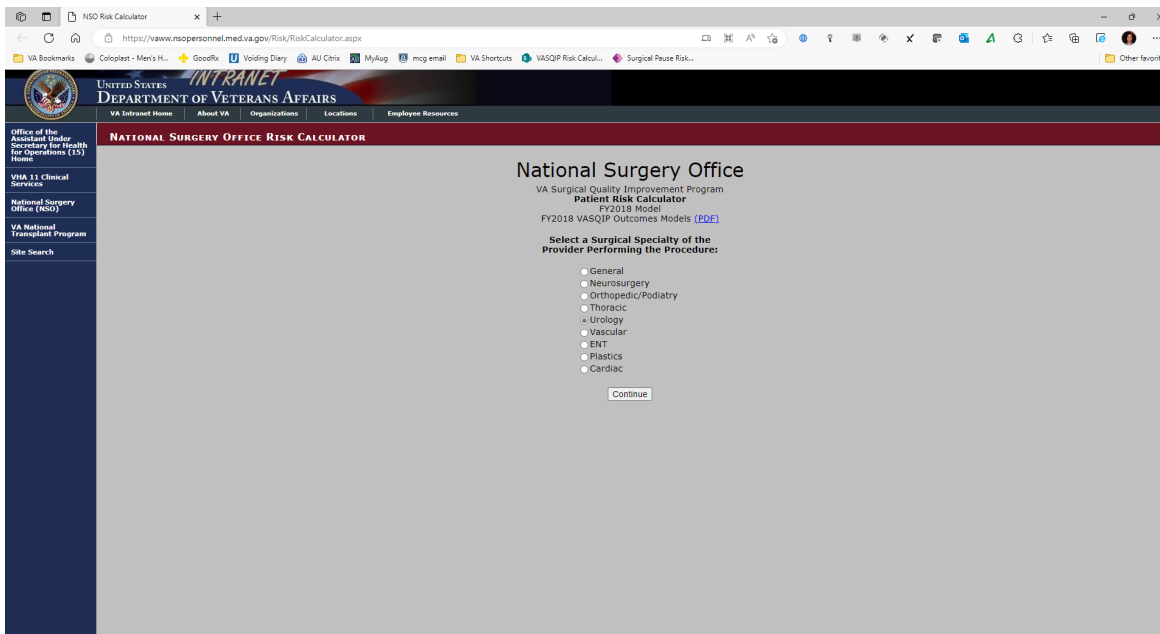 NSO Risk Calculator
https://vaww.nsopersonnel.med.va.gov/Risk/RiskCalculator.aspx
VA Bookmarks
Coloplast - Men's H...
GoodRx
Voiding Diary
AU Citrix
MyAug
mcg email
VA Shortcuts
VASQIP Risk Calcul...
Surgical Pause Risk...
Other favorit
UNITED STATES INTRANET
DEPARTMENT OF VETERANS AFFAIRS
VA Intranet Home
About VA
Organizations
Locations
Employee Resources
Office of the
Assistant Under
Secretary for Health
for Operations (15)
Home
VHA 11 Clinical
Services
National Surgery
Office (NSO)
VA National
Transplant Program
Site Search
NATIONAL SURGERY OFFICE RISK CALCULATOR
National Surgery Office
VA Surgical Quality Improvement Program
Patient Risk Calculator
FY2018 Model
FY2018 VASQIP Outcomes Models (PDF)
Select a Surgical Specialty of the
Provider Performing the Procedure:
General
Neurosurgery
Orthopedic/Podiatry
Thoracic
Urology
Vascular
ENT
Plastics
Cardiac
Continue